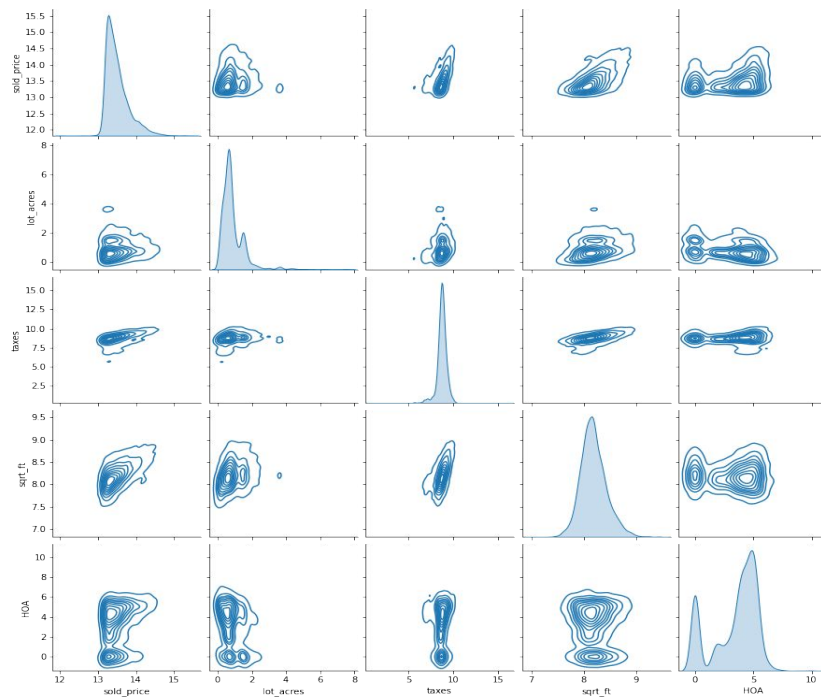 15.5
15.0
14.5
14.0
13.5
13.0
12.5
12.0
sold_price
8
6
4
2
0
lot_acres
15.0
12.5
10.0
7.5
5.0
2.5
taxes
9.5
9.0
8.5
8.0
7.5
7.0
sqrt_ft
10
8
6
4
2
0
HOA
12 13 14 15
sold_price
0 2 4 6 8
lot_acres
5 10 15
taxes
7 8 9
sqrt_ft
0 5 10
HOA